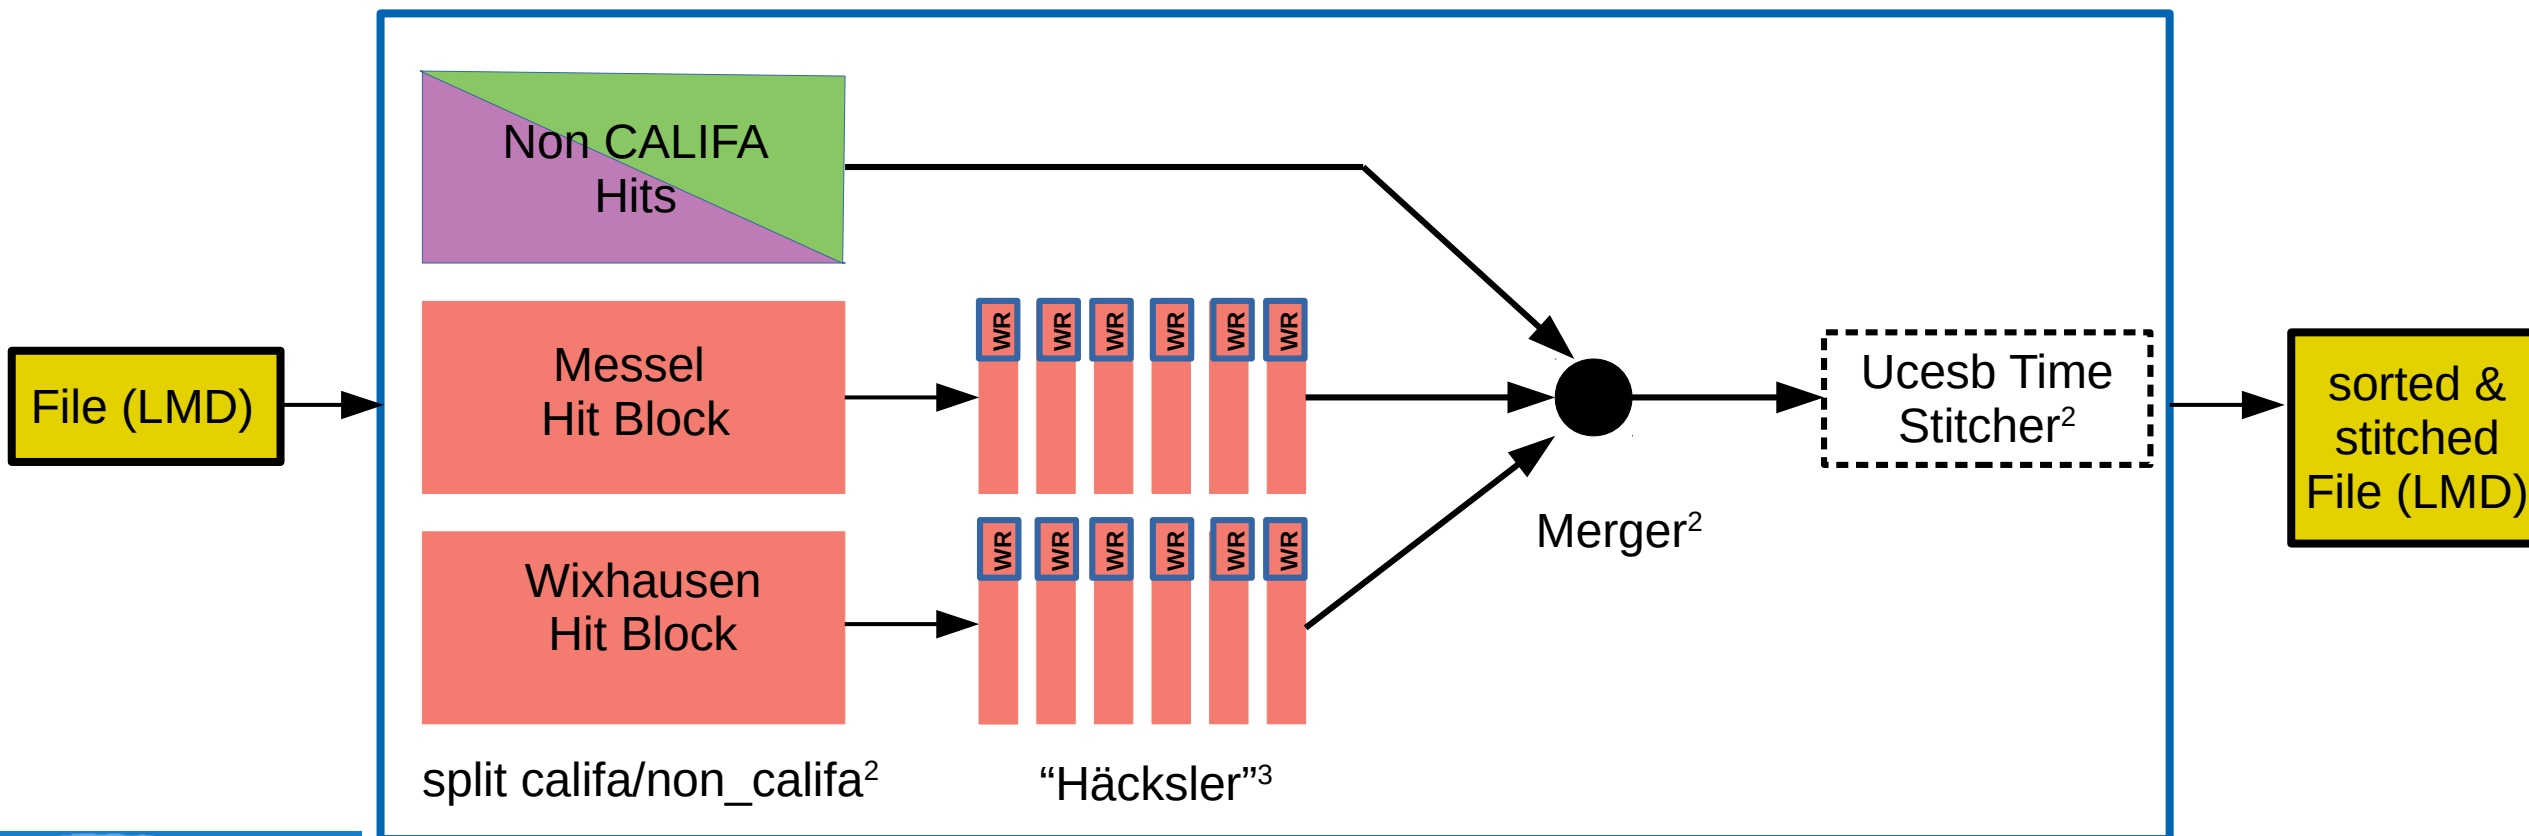 Non CALIFA
Hits
File (LMD)
Messel
Hit Block
WR WR WR WR WR WR
Wixhausen
Hit Block
WR WR WR WR WR WR
split califa/non_califa²
“Häcksler”³
Merger²
Ucesb Time
Stitcher²
sorted &
stitched
File (LMD)